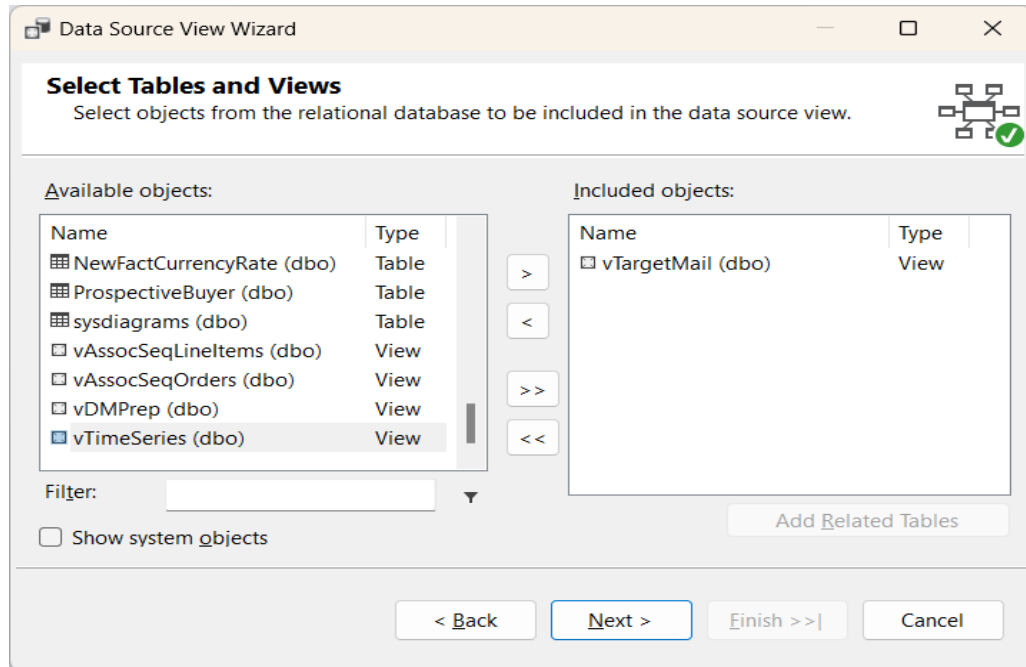 Data Source View Wizard
Select Tables and Views
Select objects from the relational database to be included in the data source view.
Available objects:
Name Type
NewFactCurrencyRate (dbo) Table
ProspectiveBuyer (dbo) Table
sysdiagrams (dbo) Table
vAssocSeqLineItems (dbo) View
vAssocSeqOrders (dbo) View
vDMPrep (dbo) View
vTimeSeries (dbo) View
Filter:
Show system objects
>
<
>>
<<
Included objects:
Name Type
vTargetMail (dbo) View
Add Related Tables
< Back Next > Finish >>| Cancel